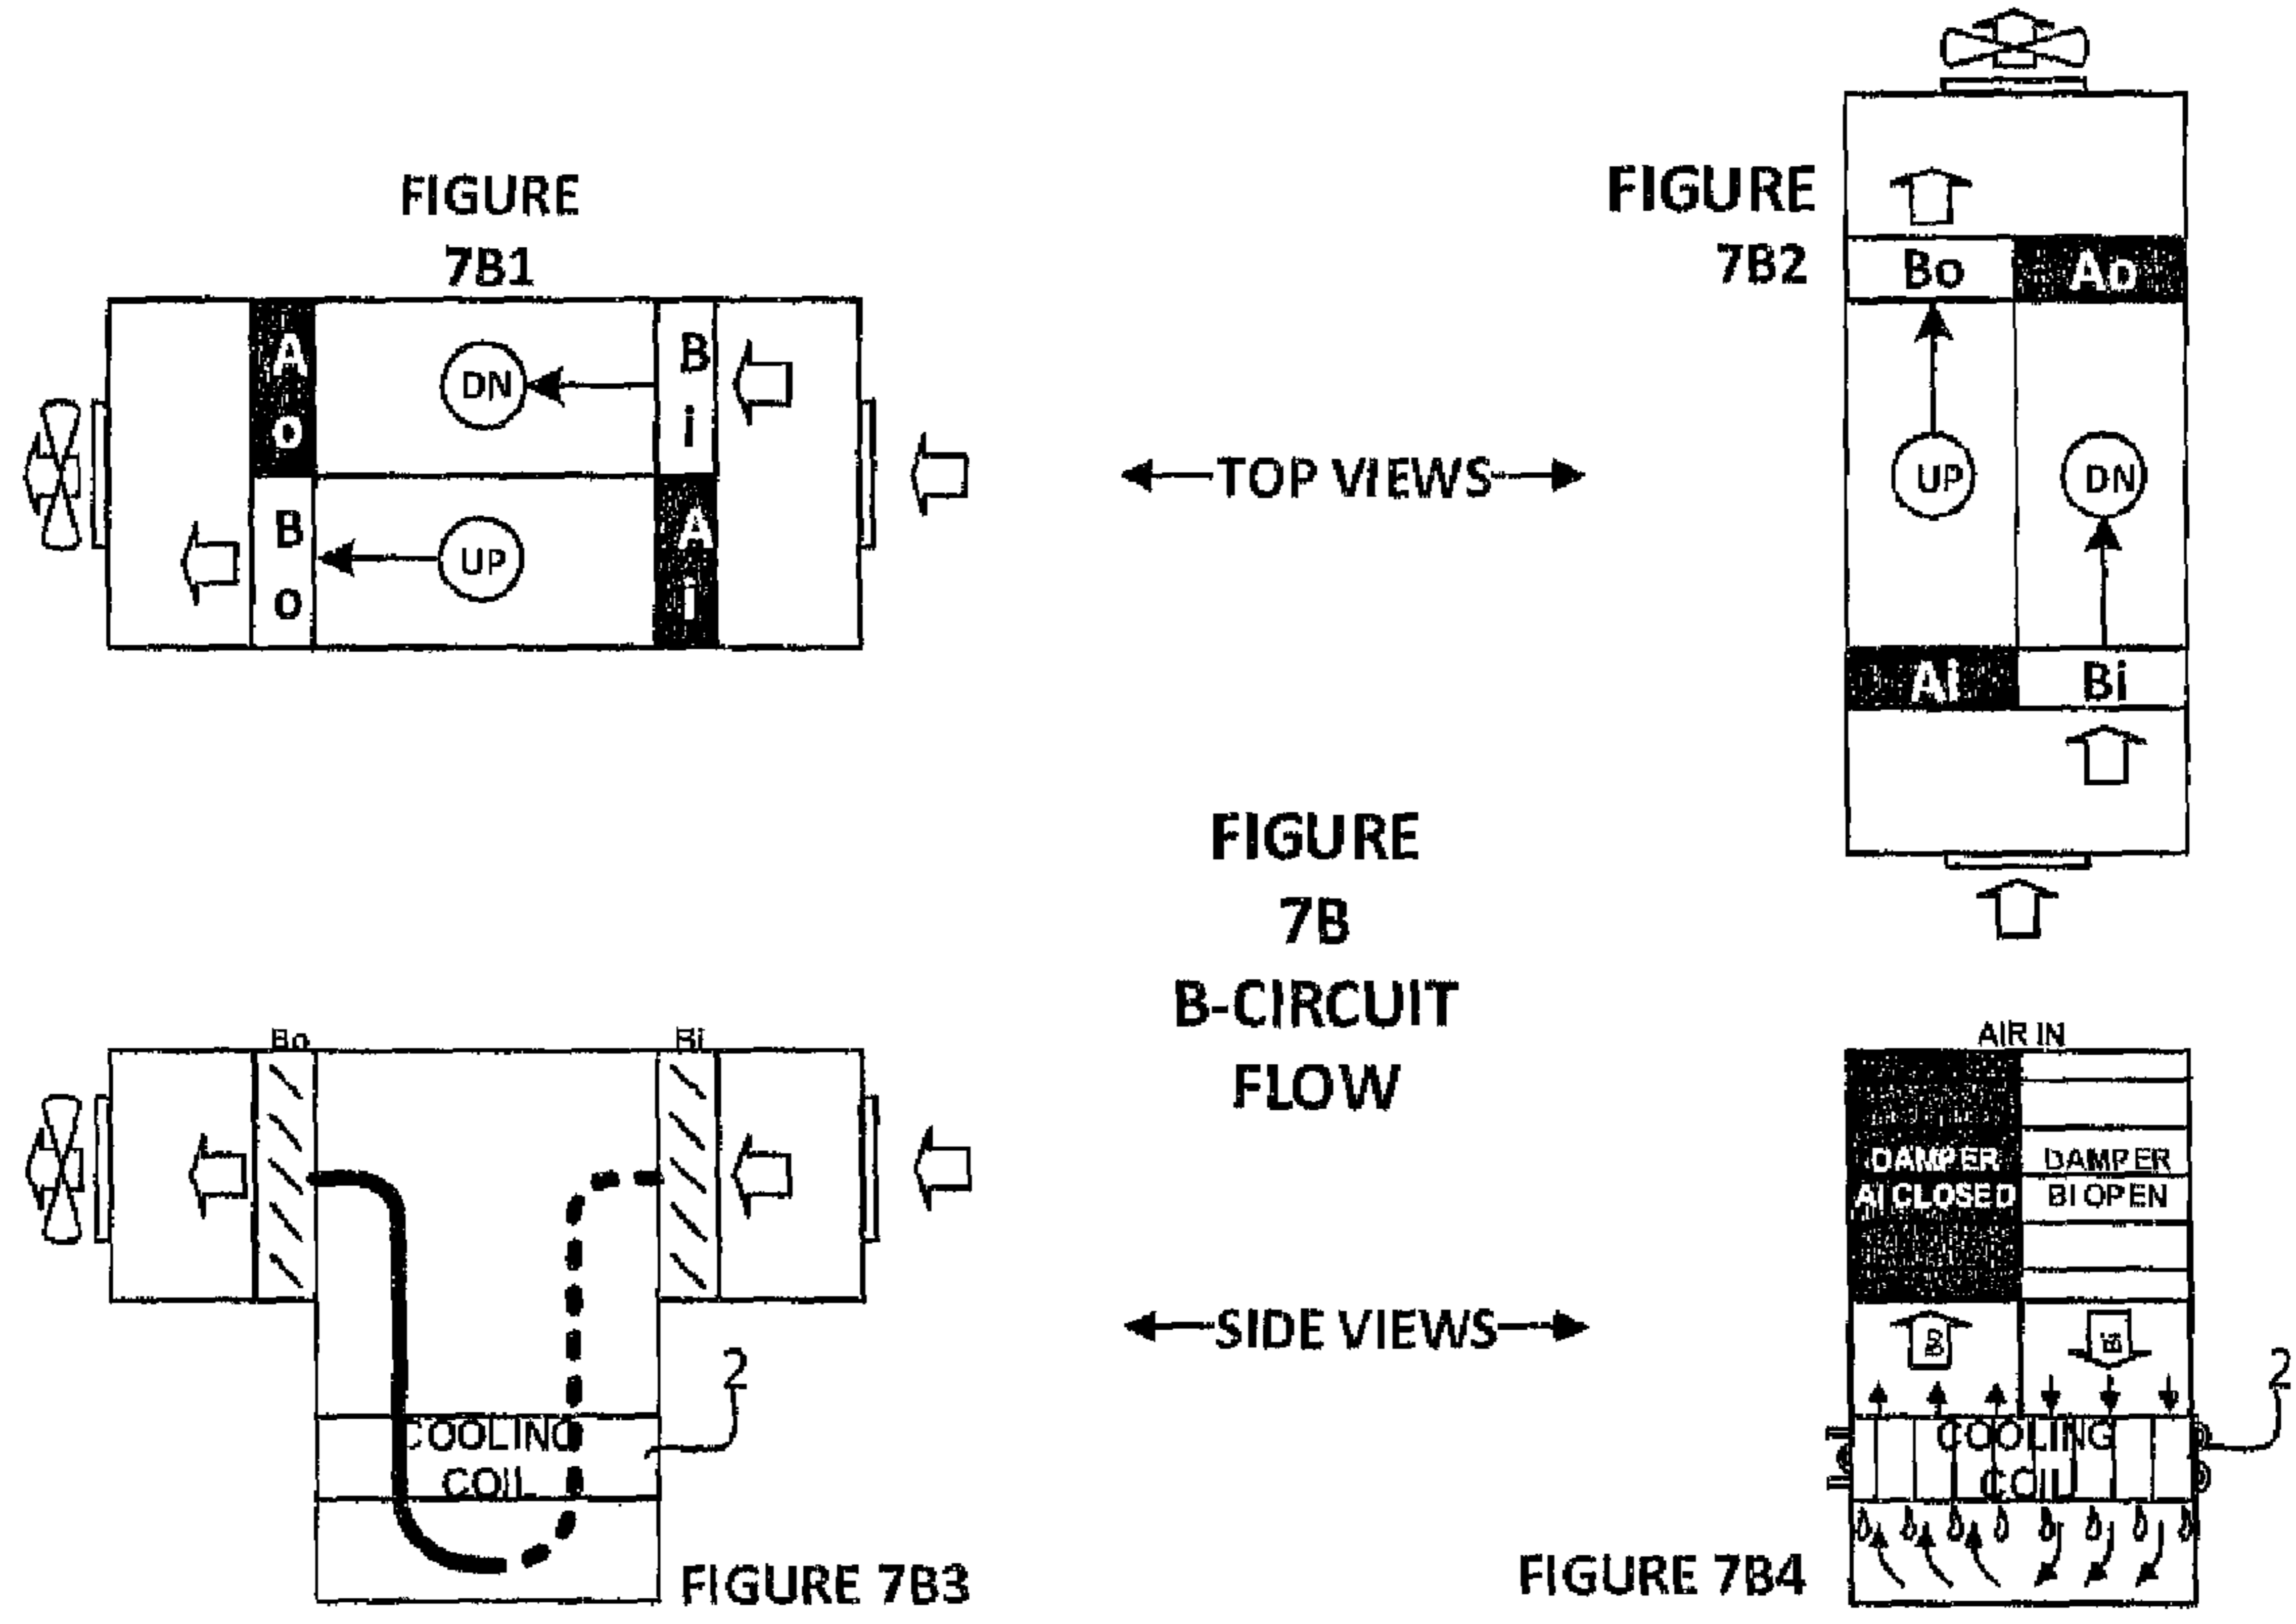 FIGURE
7B1
A
o
DN
B
i
B
o
UP
A
i
TOP VIEWS
FIGURE
7B2
Bo
Ao
UP
DN
Ai
Bi
FIGURE
7B
B-CIRCUIT
FLOW
Bo
Bi
COOLING
COIL
2
FIGURE 7B3
SIDE VIEWS
AIR IN
DAMPER
AI CLOSED
DAMPER
BI OPEN
Bi
2
COOLING
COIL
FIGURE 7B4